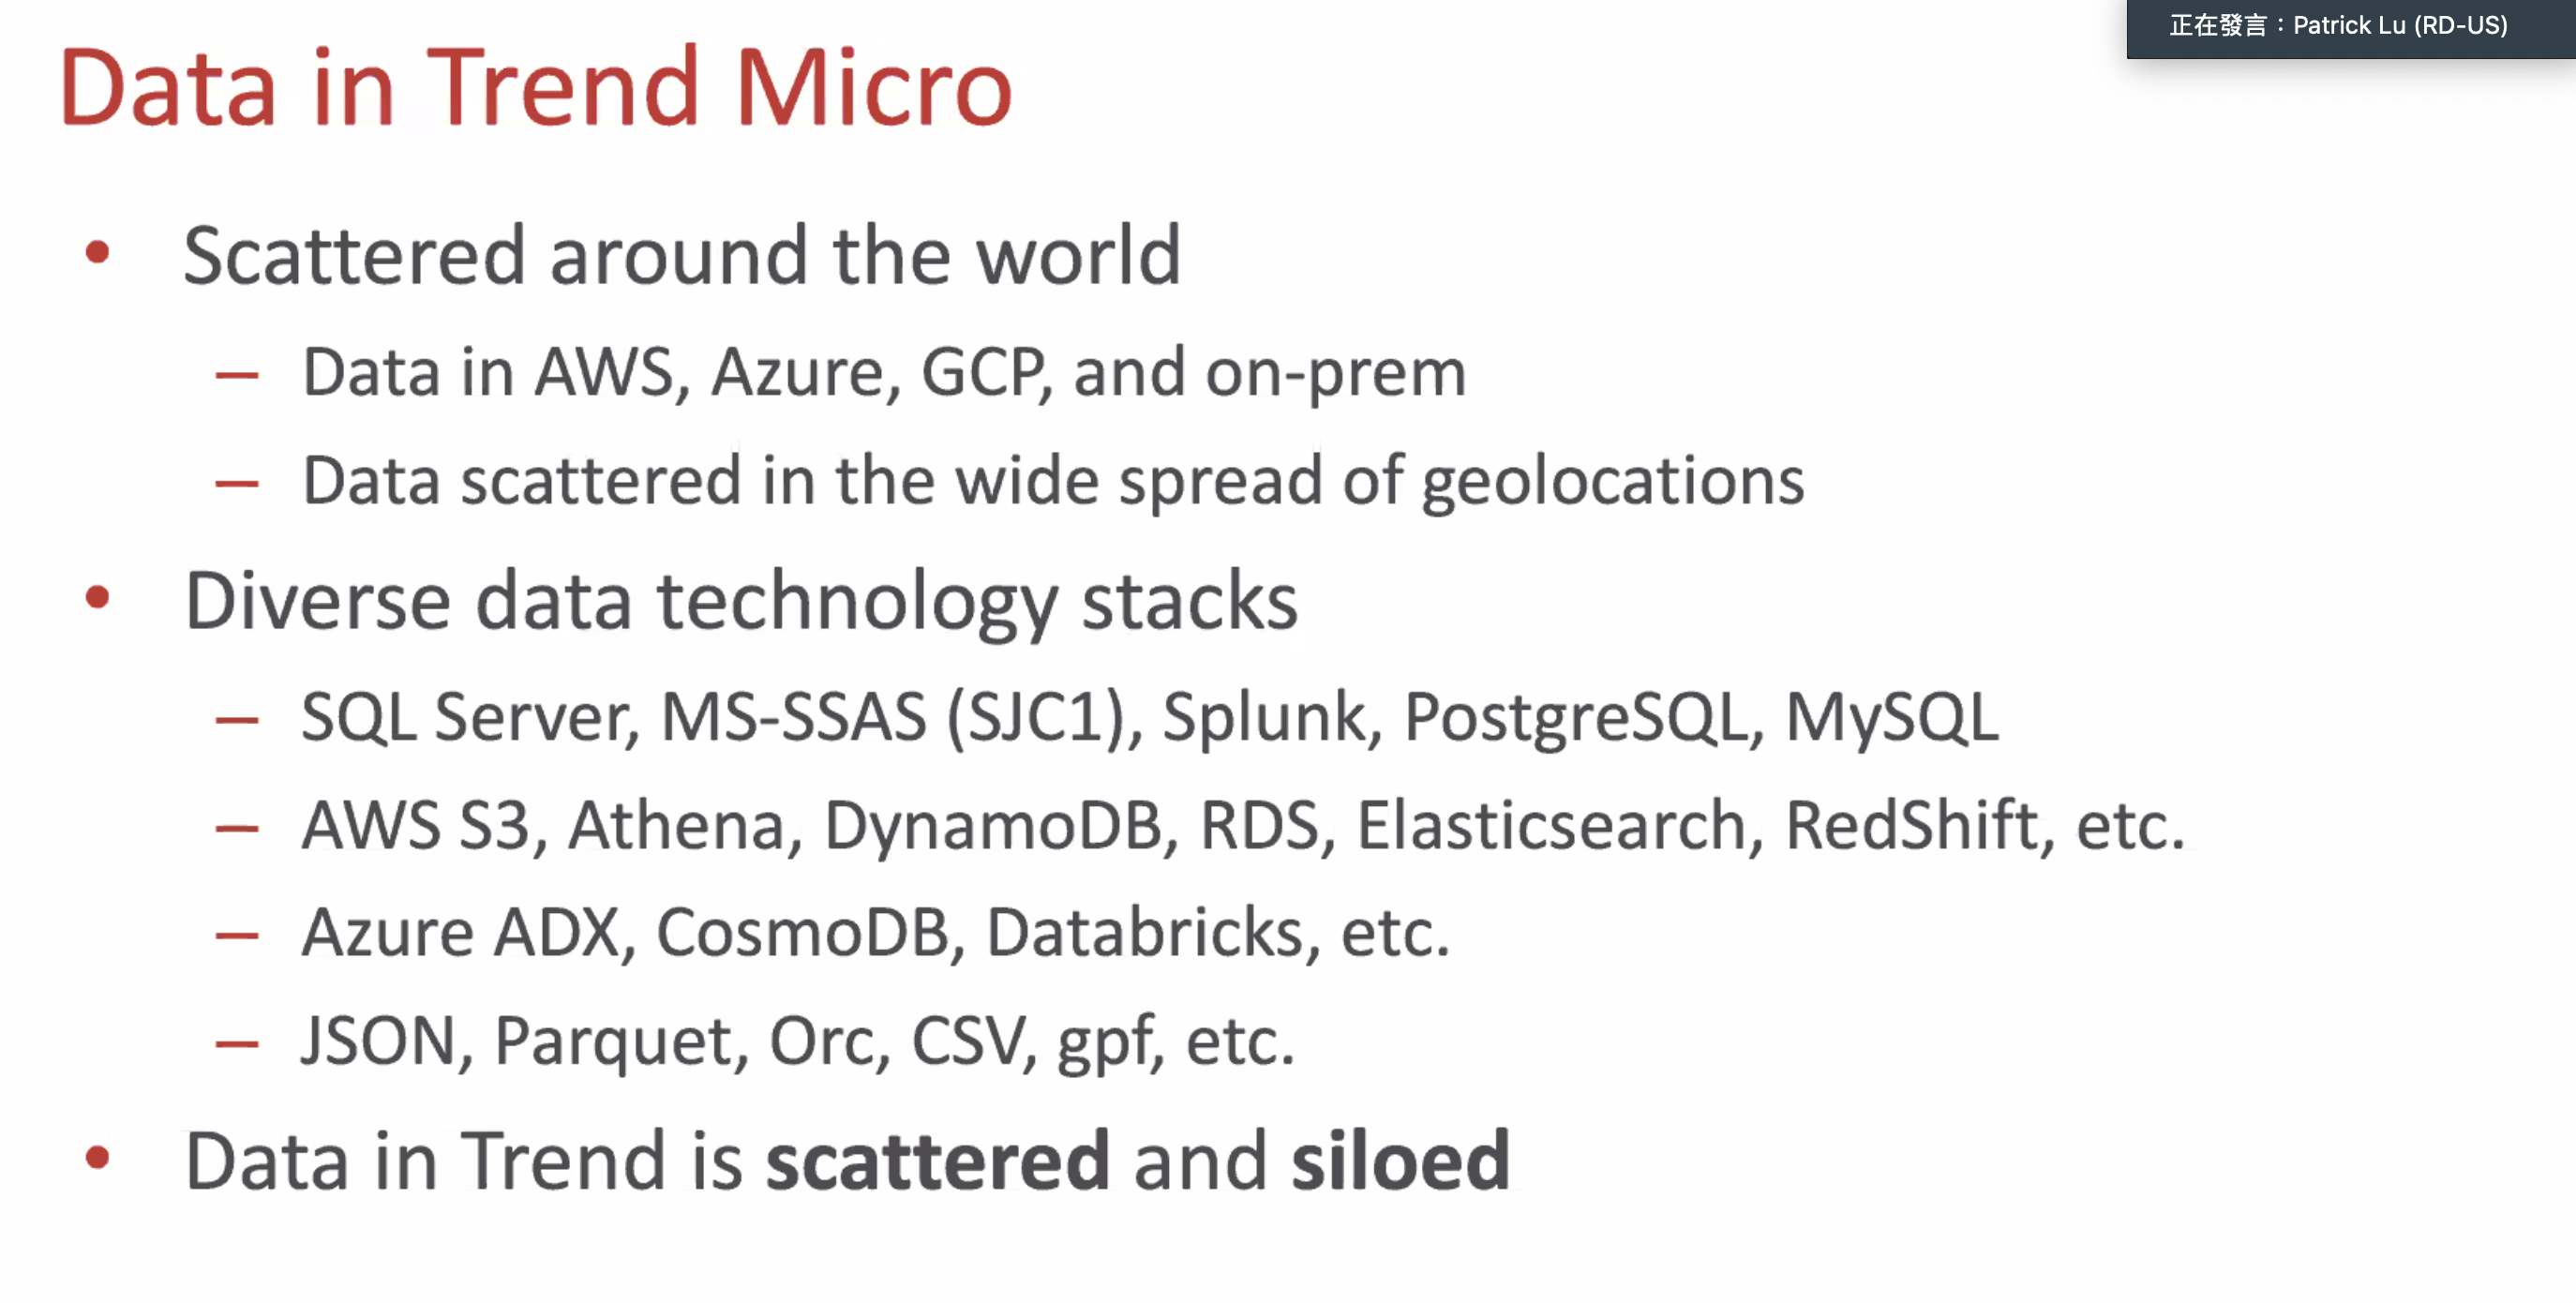 正在發言：Patrick Lu (RD-US)
Data in Trend Micro
• Scattered around the world
– Data in AWS, Azure, GCP, and on-prem
– Data scattered in the wide spread of geolocations
• Diverse data technology stacks
– SQL Server, MS-SSAS (SJC1), Splunk, PostgreSQL, MySQL
– AWS S3, Athena, DynamoDB, RDS, Elasticsearch, RedShift, etc.
– Azure ADX, CosmoDB, Databricks, etc.
– JSON, Parquet, Orc, CSV, gpf, etc.
• Data in Trend is scattered and siloed